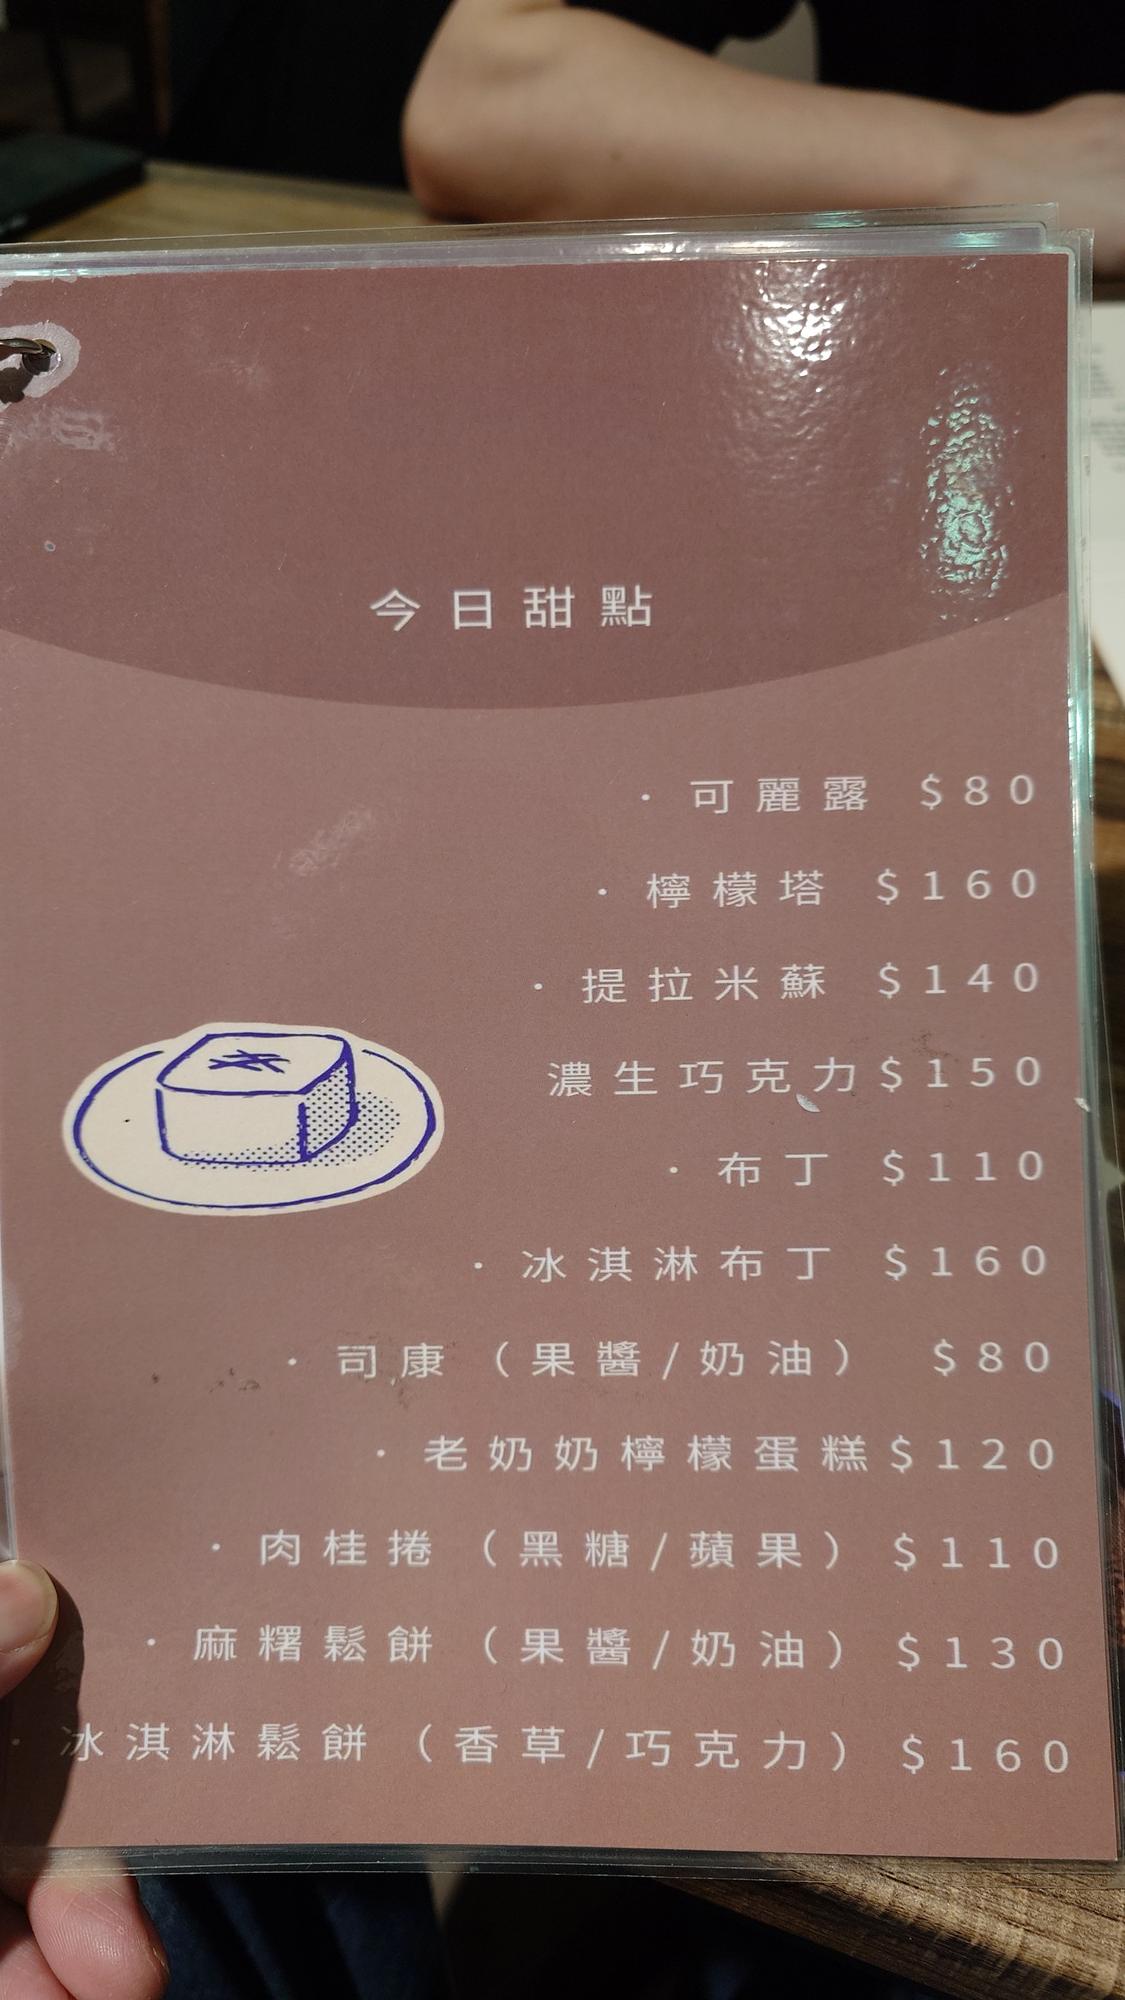 今日甜點
· 可麗露 $80
· 檸檬塔 $160
· 提拉米蘇 $140
濃生巧克力$150
· 布丁 $110
· 冰淇淋布丁 $160
· 司康（果醬/奶油） $80
· 老奶奶檸檬蛋糕$120
· 肉桂捲（黑糖/蘋果）$110
· 麻糬鬆餅（果醬/奶油）$130
· 冰淇淋鬆餅（香草/巧克力）$160